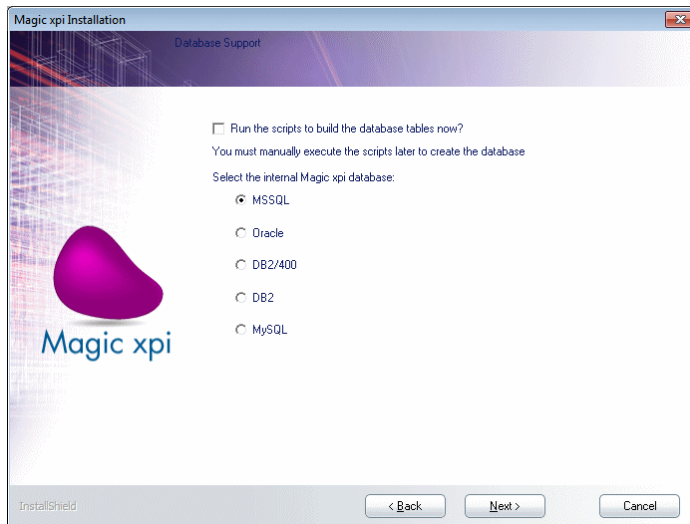 Magic xpi Installation
Database Support
Run the scripts to build the database tables now?
You must manually execute the scripts later to create the database
Select the internal Magic xpi database:
MSSQL
Oracle
DB2/400
DB2
MySQL
Magic xpi
InstallShield
< Back
Next >
Cancel